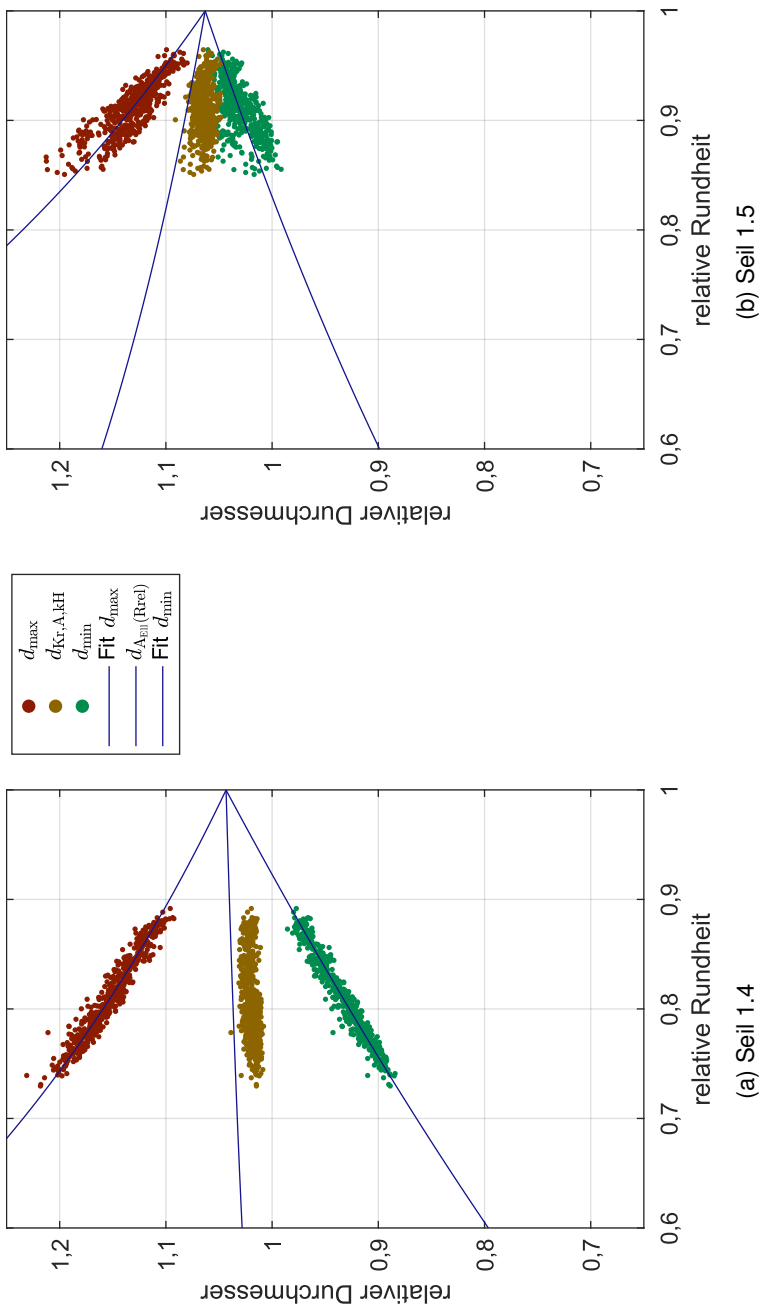 relativer Durchmesser
1,2
1,1
1
0,9
0,8
0,7
0,6
0,7
0,8
0,9
1
relative Rundheit
(a) Seil 1.4
d_max
d_Kr,A,kH
d_min
Fit d_max
d_A_Ell(Rrel)
Fit d_min
relativer Durchmesser
1,2
1,1
1
0,9
0,8
0,7
0,6
0,7
0,8
0,9
1
relative Rundheit
(b) Seil 1.5